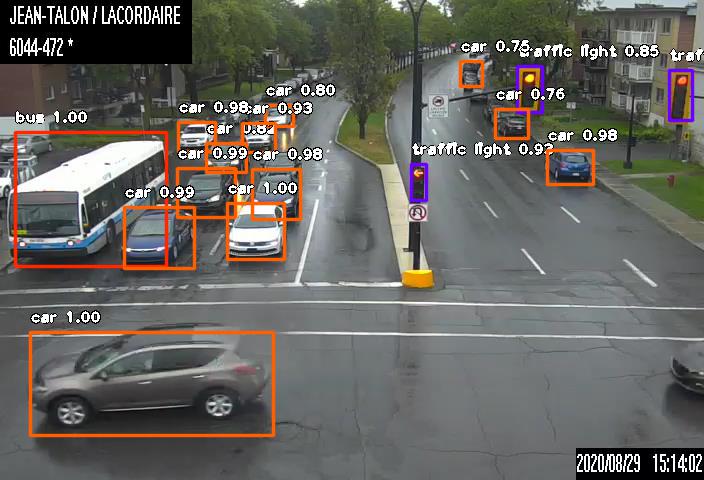 JEAN-TALON / LACORDAIRE
6044-472 *
car 0.75
traffic light 0.85
traf
car 0.80
car 0.98
car 0.93
car 0.76
bus 1.00
car 0.82
car 0.98
car 0.99
car 0.98
traffic light 0.92
car 0.99
car 1.00
car 1.00
2020/08/29 15:14:02